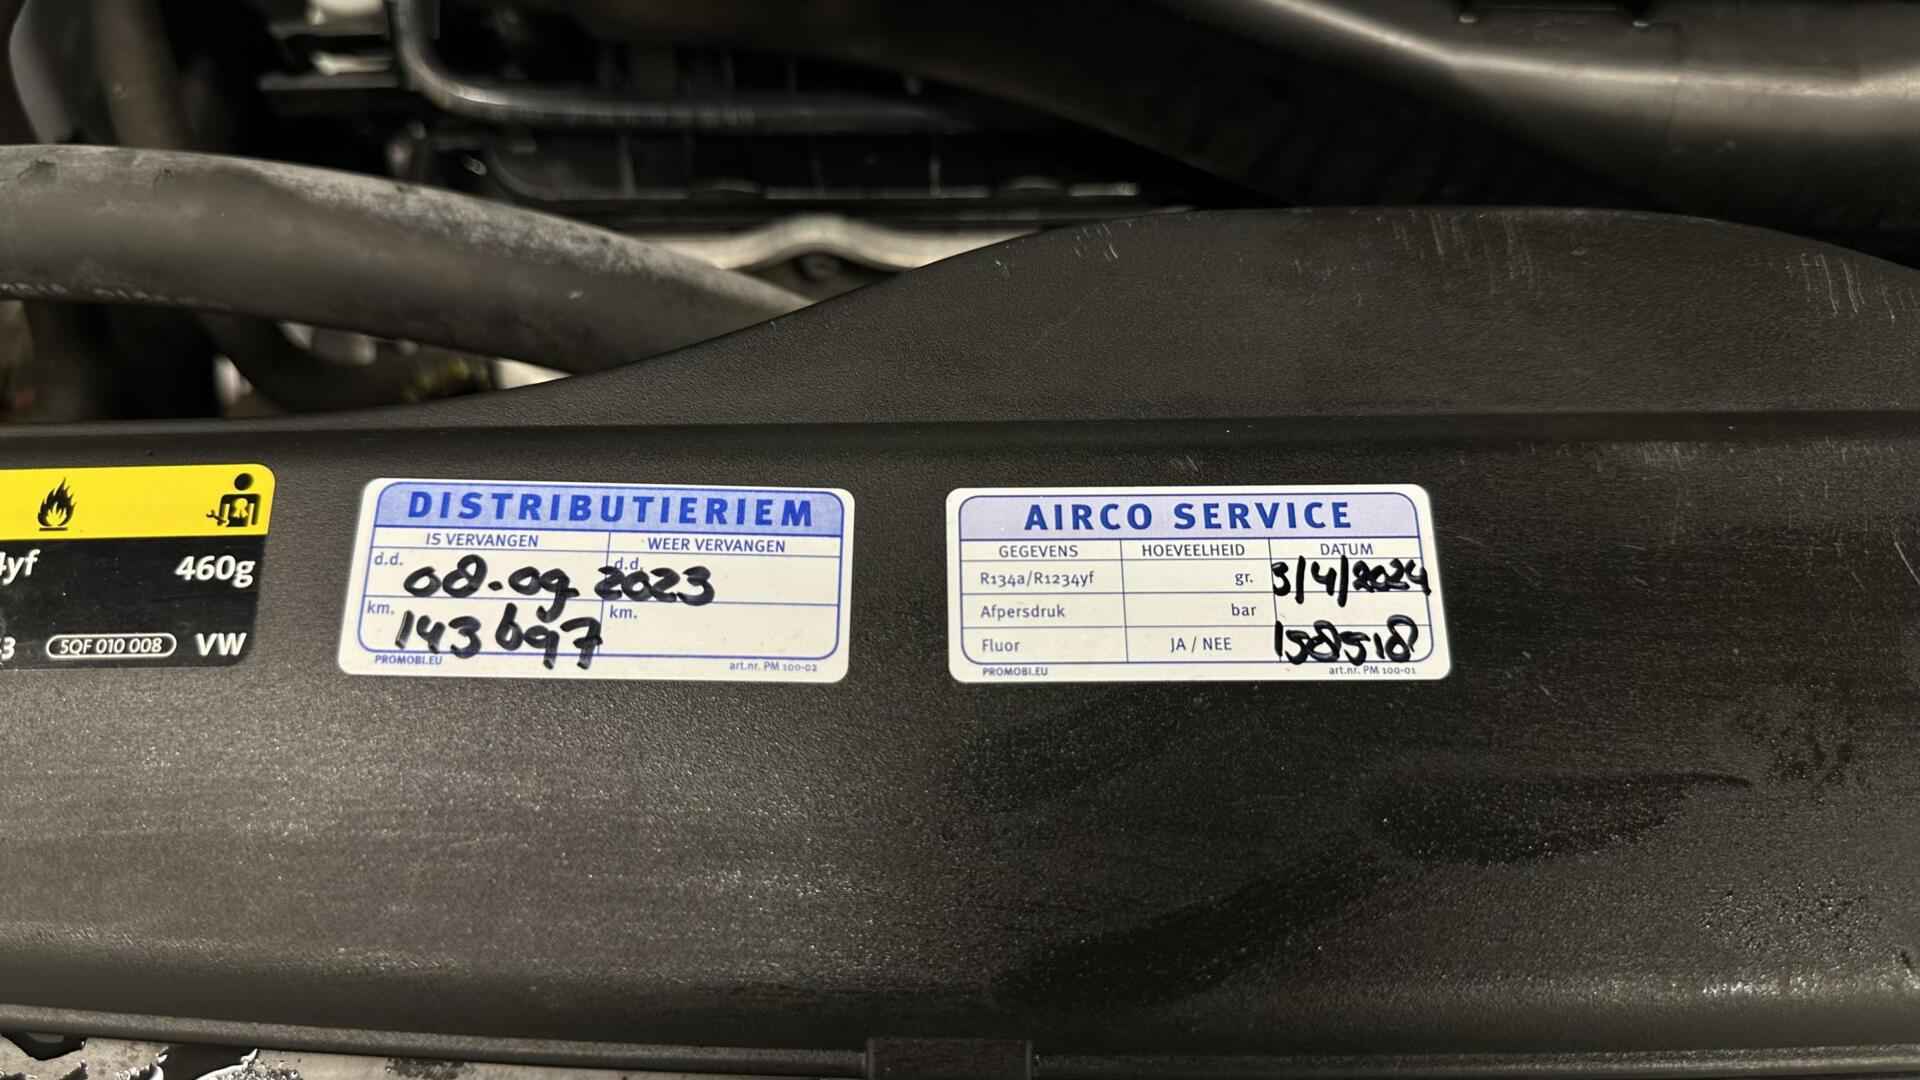 4yf
460g
5QF 010 008
VW
DISTRIBUTIERIEM
IS VERVANGEN
WEER VERVANGEN
d.d.
d.d.
08-09 2023
km.
km.
143 697
PROMOBI.EU
art.nr. PM 100-02
AIRCO SERVICE
GEGEVENS HOEVEELHEID DATUM
R134a/R1234yf gr. 3/4/2024
Afpersdruk bar
Fluor JA / NEE 158518
PROMOBI.EU
art.nr. PM 100-01